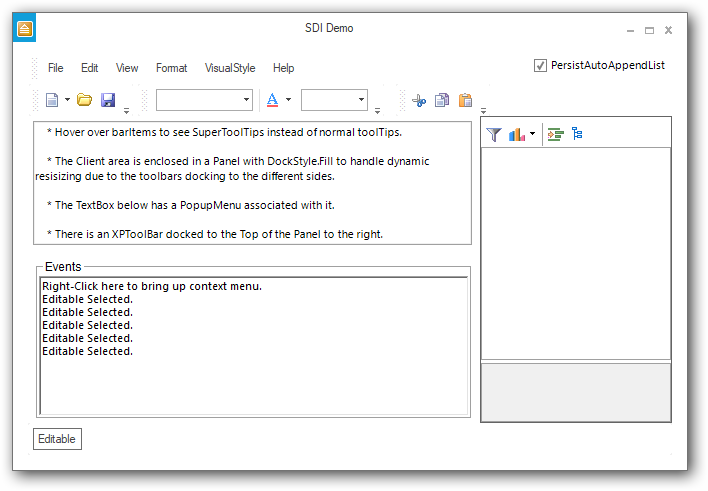 SDI Demo
File Edit View Format VisualStyle Help
PersistAutoAppendList
* Hover over barItems to see SuperToolTips instead of normal toolTips.
* The Client area is enclosed in a Panel with DockStyle.Fill to handle dynamic
resisizing due to the toolbars docking to the different sides.
* The TextBox below has a PopupMenu associated with it.
* There is an XPToolBar docked to the Top of the Panel to the right.
Events
Right-Click here to bring up context menu.
Editable Selected.
Editable Selected.
Editable Selected.
Editable Selected.
Editable Selected.
Editable